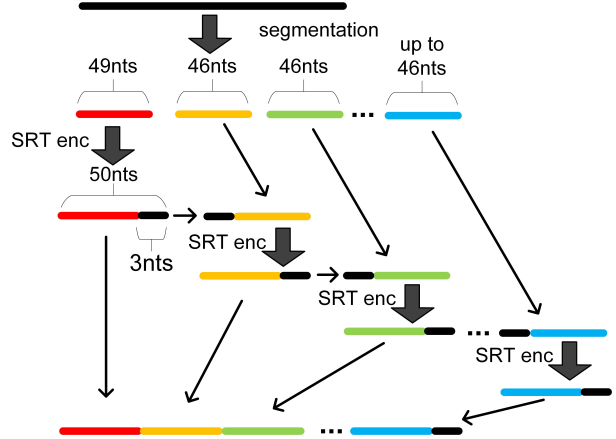 segmentation
49nts
46nts
46nts
up to
46nts
...
SRT enc
50nts
3nts
SRT enc
SRT enc
...
SRT enc
...